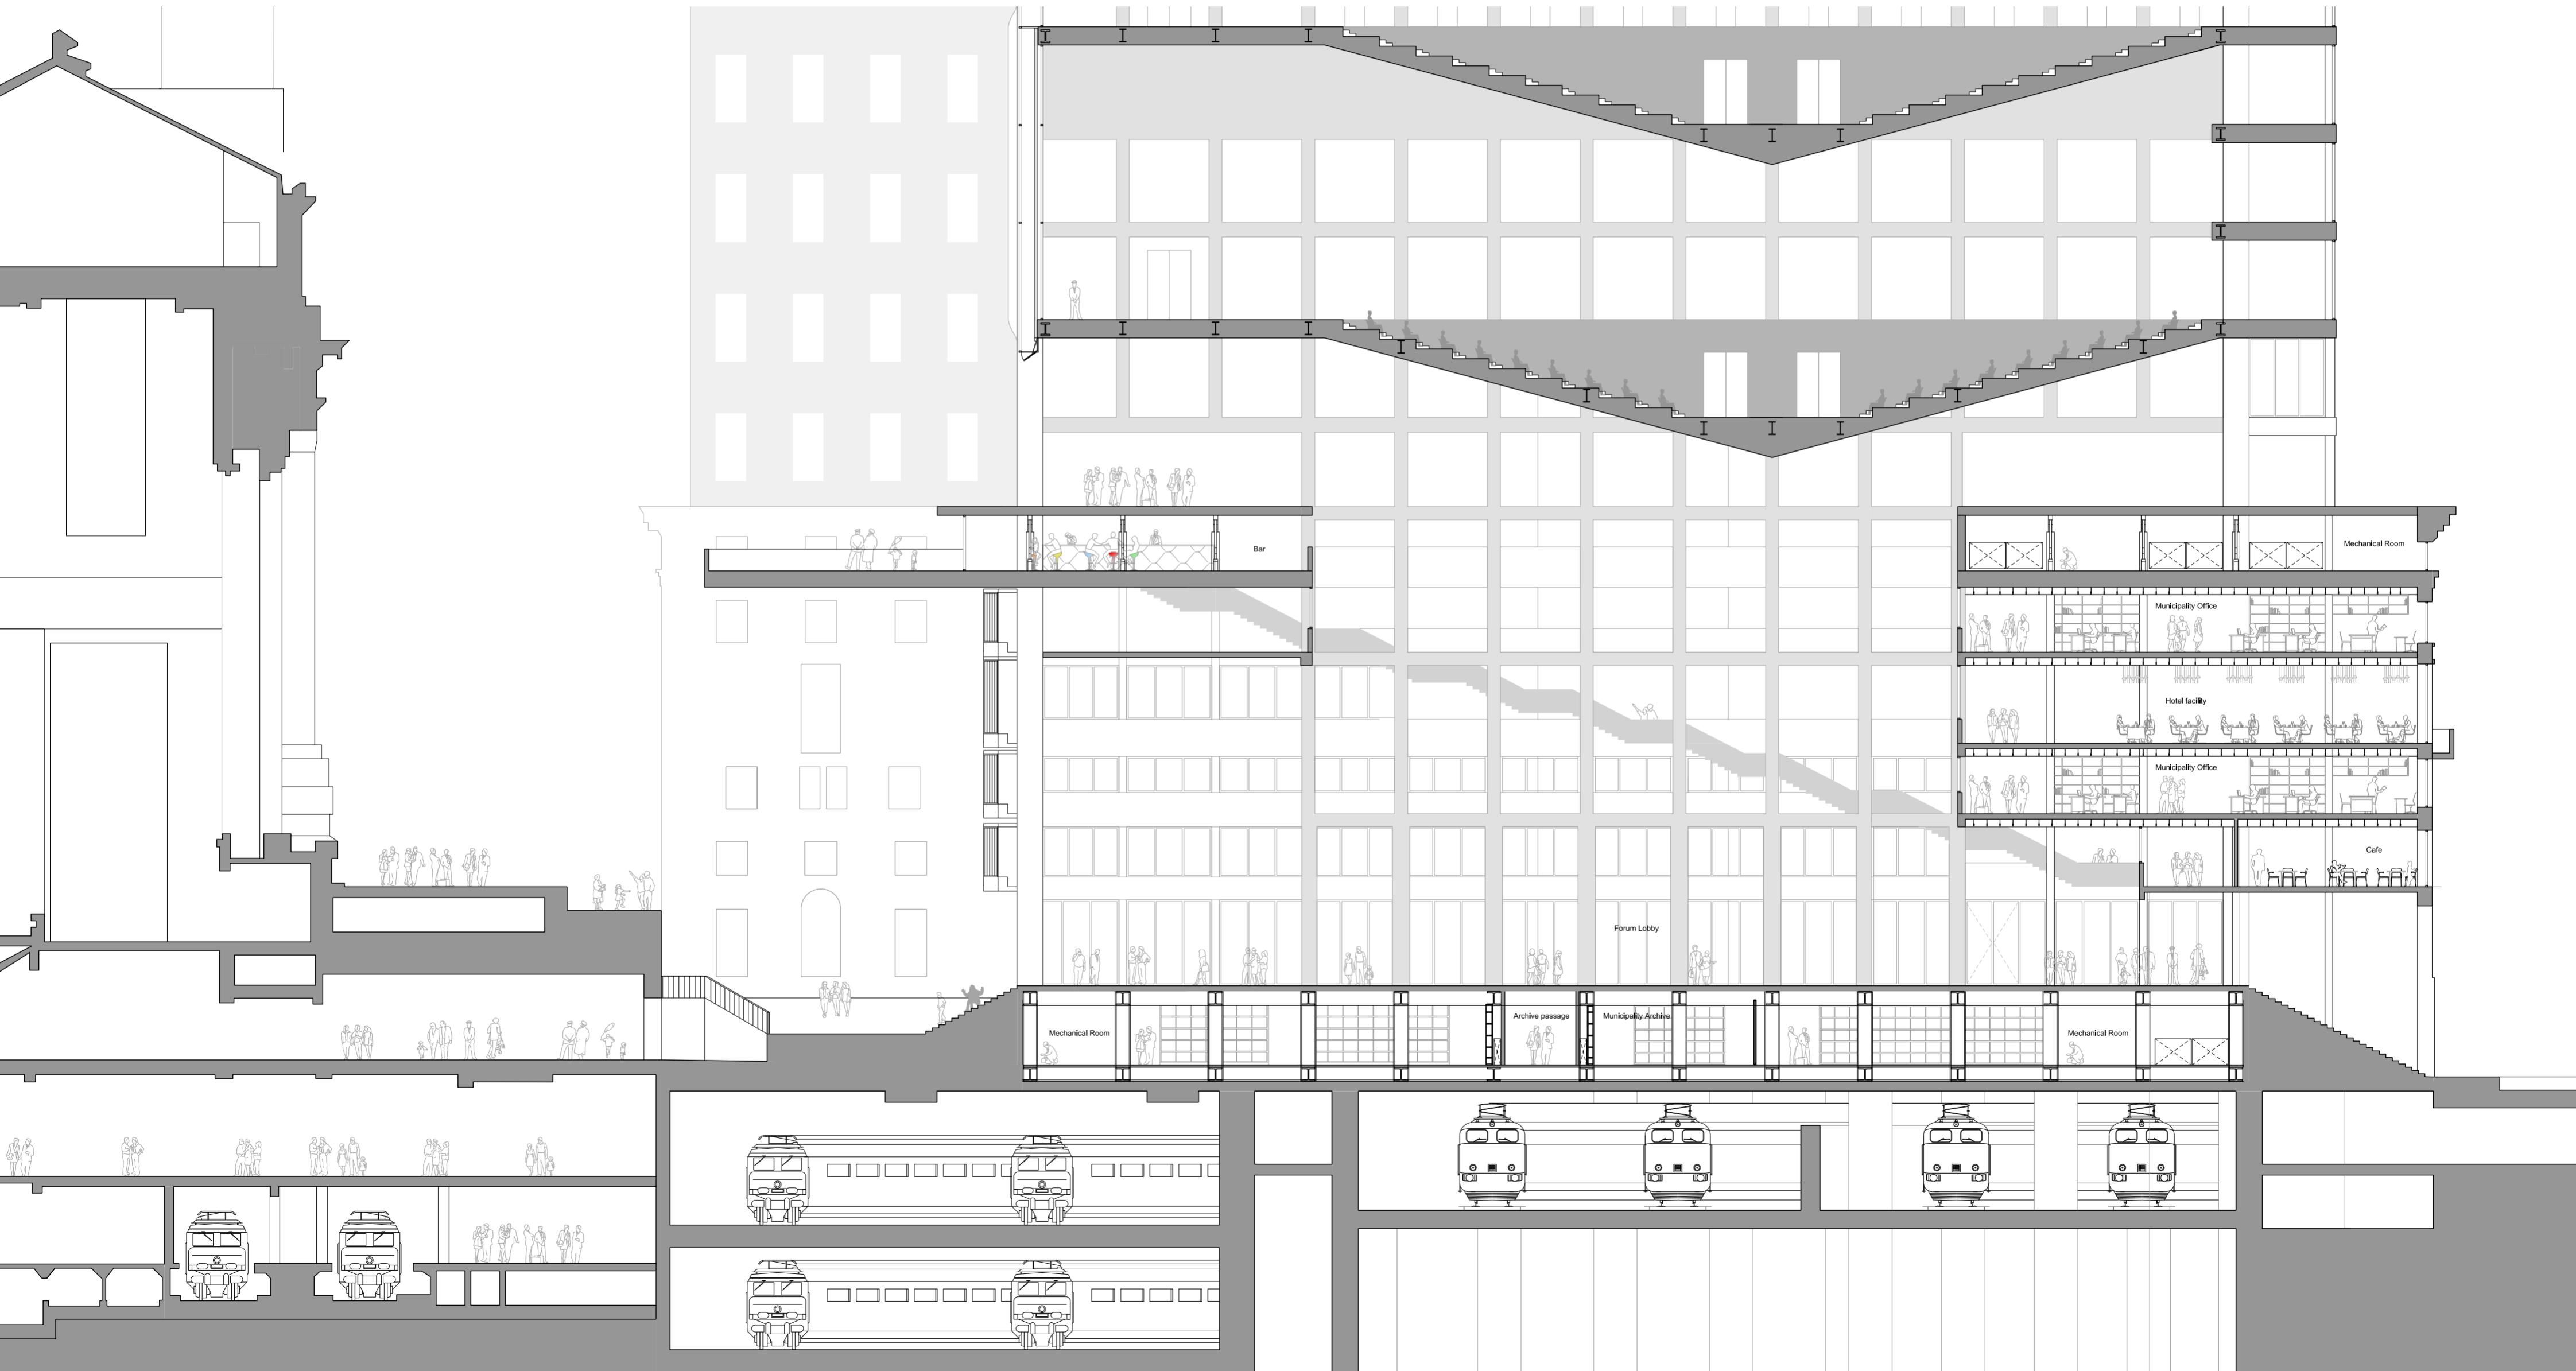 Bar
Mechanical Room
Municipality Office
Hotel facility
Municipality Office
Cafe
Forum Lobby
Archive passage
Municipality Archive
Mechanical Room
Mechanical Room